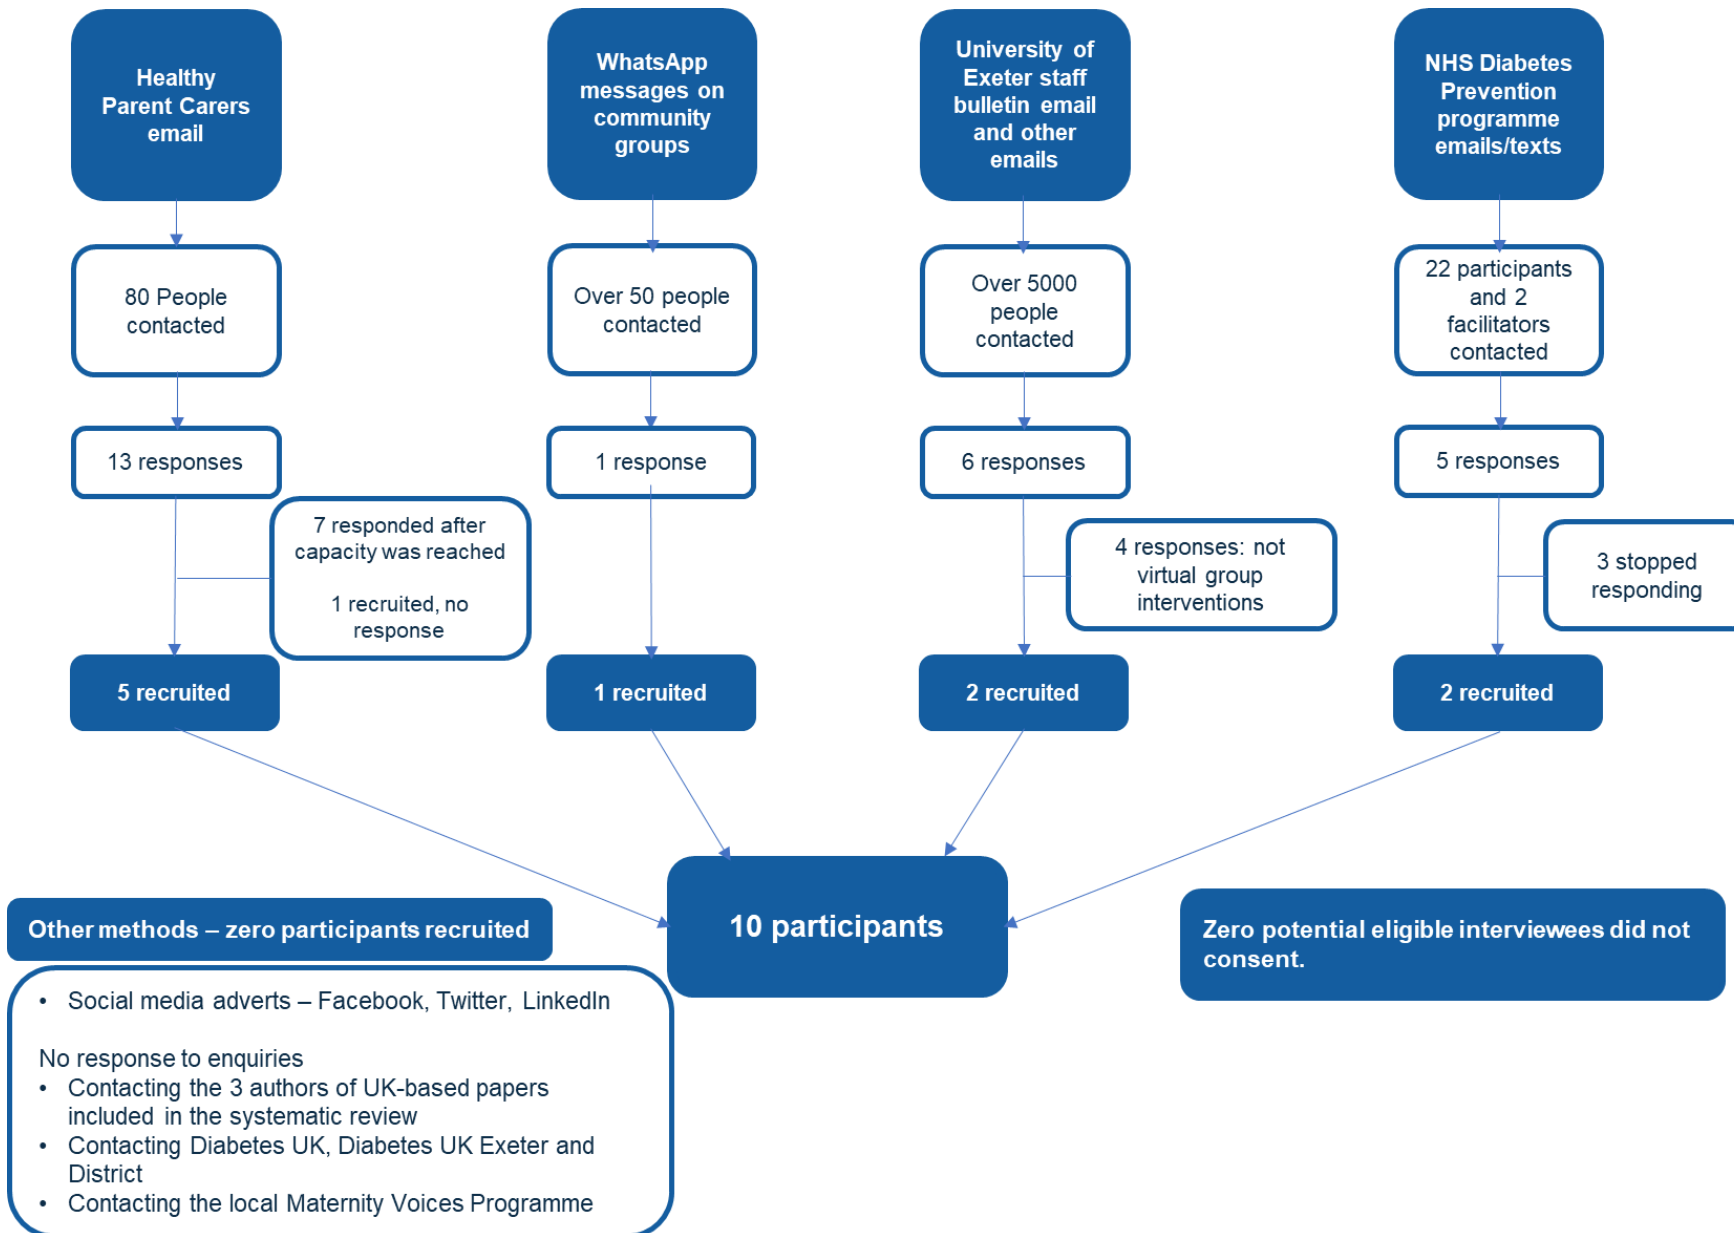 Healthy
Parent Carers
email
WhatsApp
messages on
community
groups
University of
Exeter staff
bulletin email
and other
emails
NHS Diabetes
Prevention
programme
emails/texts
80 People
contacted
Over 50 people
contacted
Over 5000
people
contacted
22 participants
and 2
facilitators
contacted
13 responses
1 response
6 responses
5 responses
7 responded after
capacity was reached
1 recruited, no
response
4 responses: not
virtual group
interventions
3 stopped
responding
5 recruited
1 recruited
2 recruited
2 recruited
10 participants
Other methods – zero participants recruited
• Social media adverts – Facebook, Twitter, LinkedIn
No response to enquiries
• Contacting the 3 authors of UK-based papers
included in the systematic review
• Contacting Diabetes UK, Diabetes UK Exeter and
District
• Contacting the local Maternity Voices Programme
Zero potential eligible interviewees did not
consent.